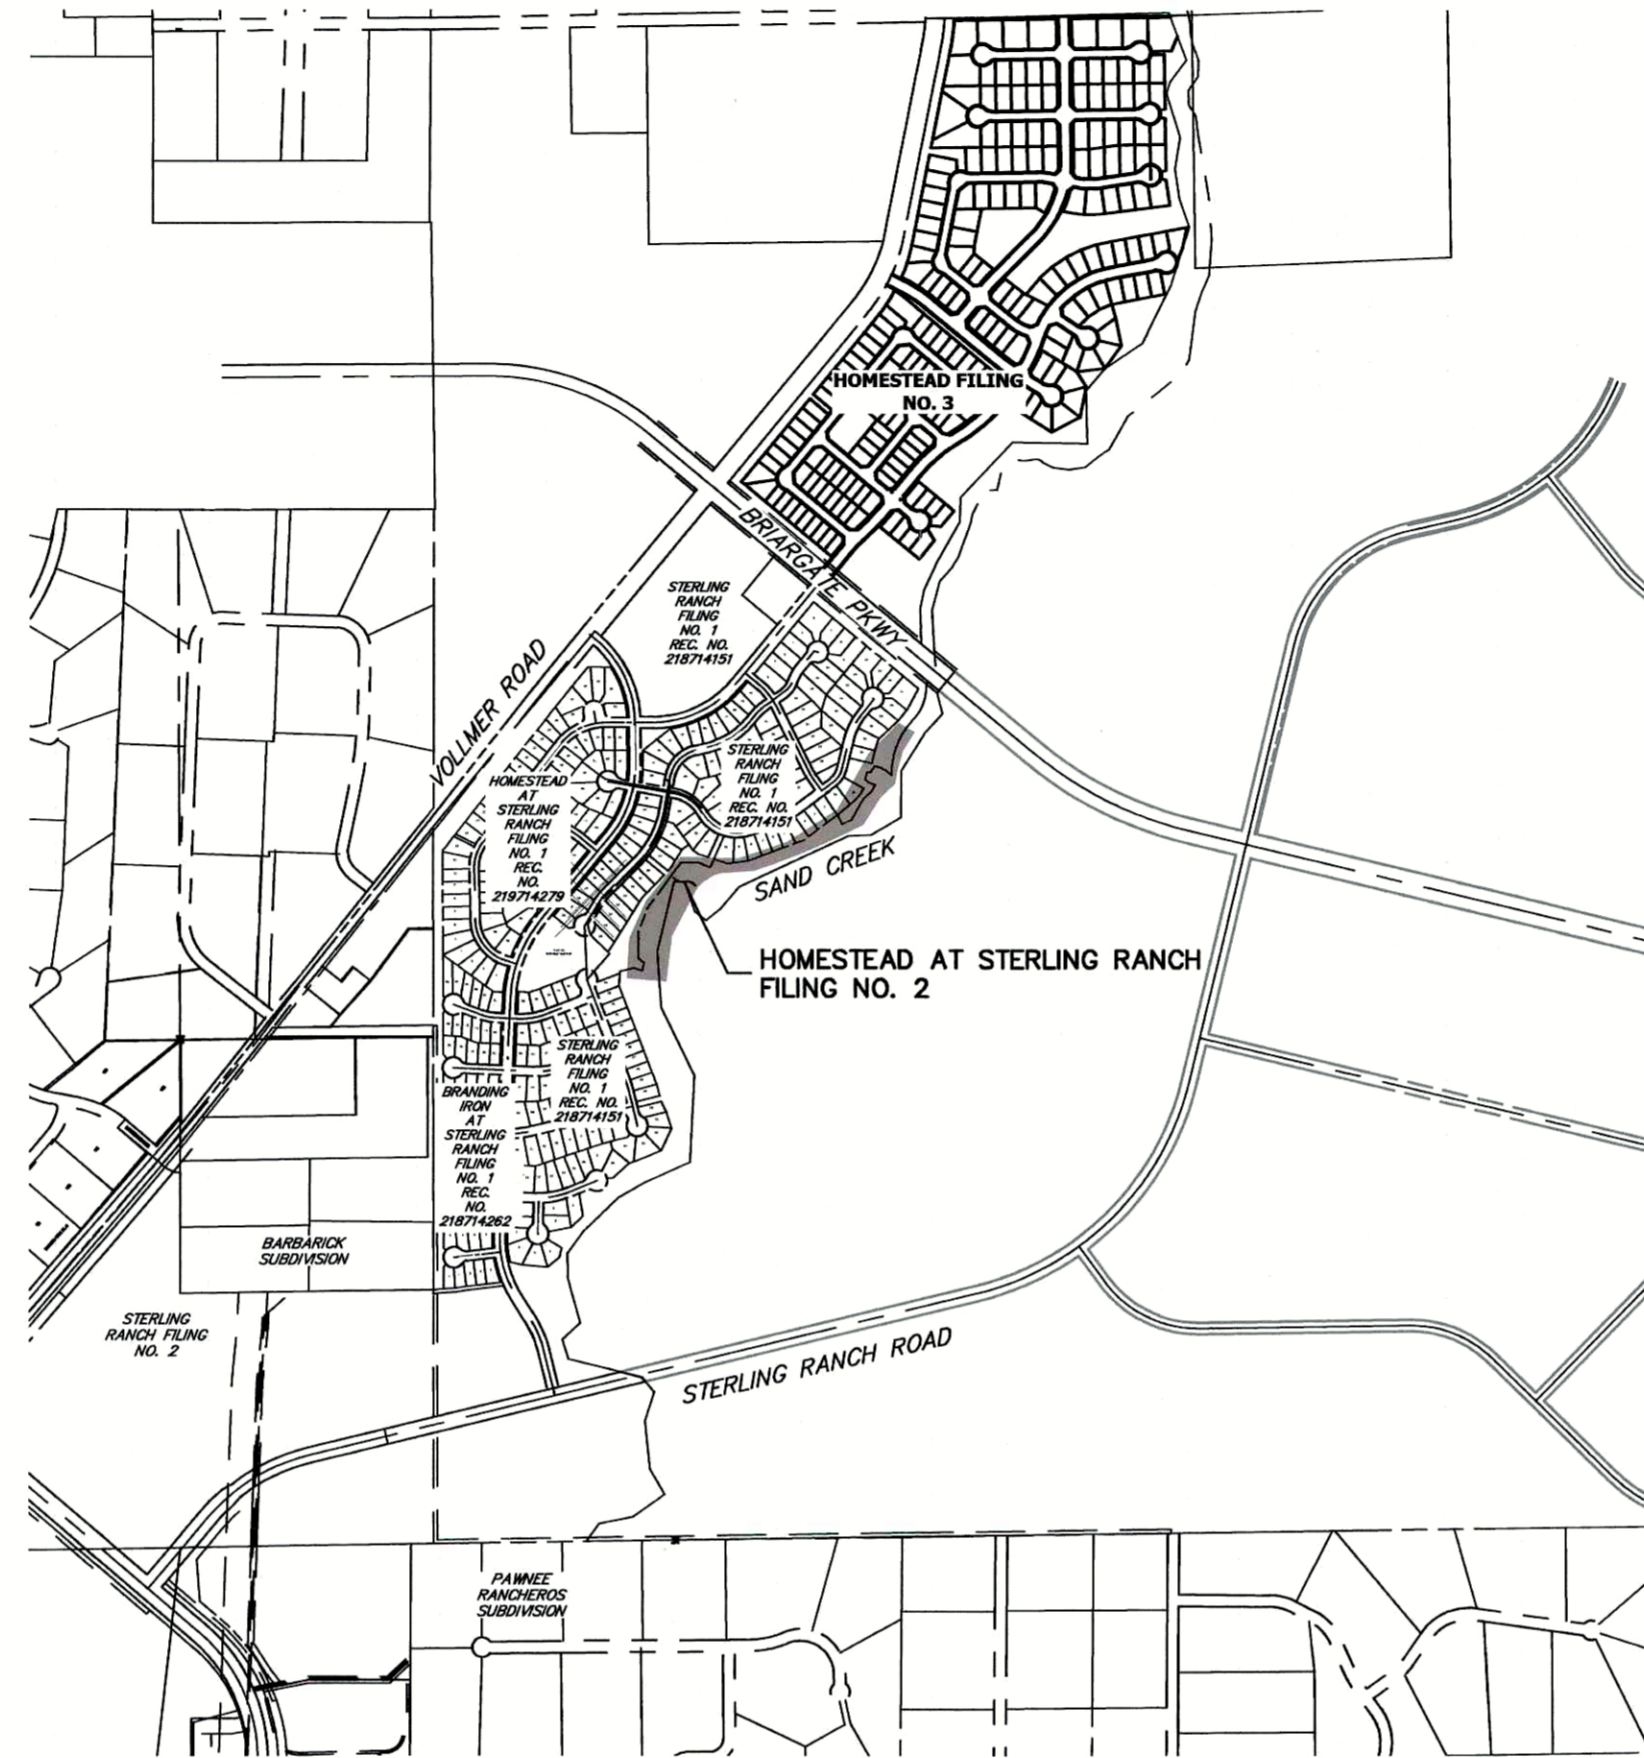 HOMESTEAD FILING
NO. 3
BRIARGATE PKWY
STERLING
RANCH
FILING
NO. 1
REC. NO.
218714151
VOLLMER ROAD
HOMESTEAD
AT
STERLING
RANCH
FILING
NO. 1
REC.
NO.
219714279
STERLING
RANCH
FILING
NO. 1
REC. NO.
218714151
SAND CREEK
HOMESTEAD AT STERLING RANCH
FILING NO. 2
STERLING
RANCH
FILING
NO. 1
REC. NO.
218714151
BRANDING
IRON
AT
STERLING
RANCH
FILING
NO. 1
REC.
NO.
218714262
BARBARICK
SUBDIVISION
STERLING
RANCH FILING
NO. 2
STERLING RANCH ROAD
PAWNEE
RANCHEROS
SUBDIVISION